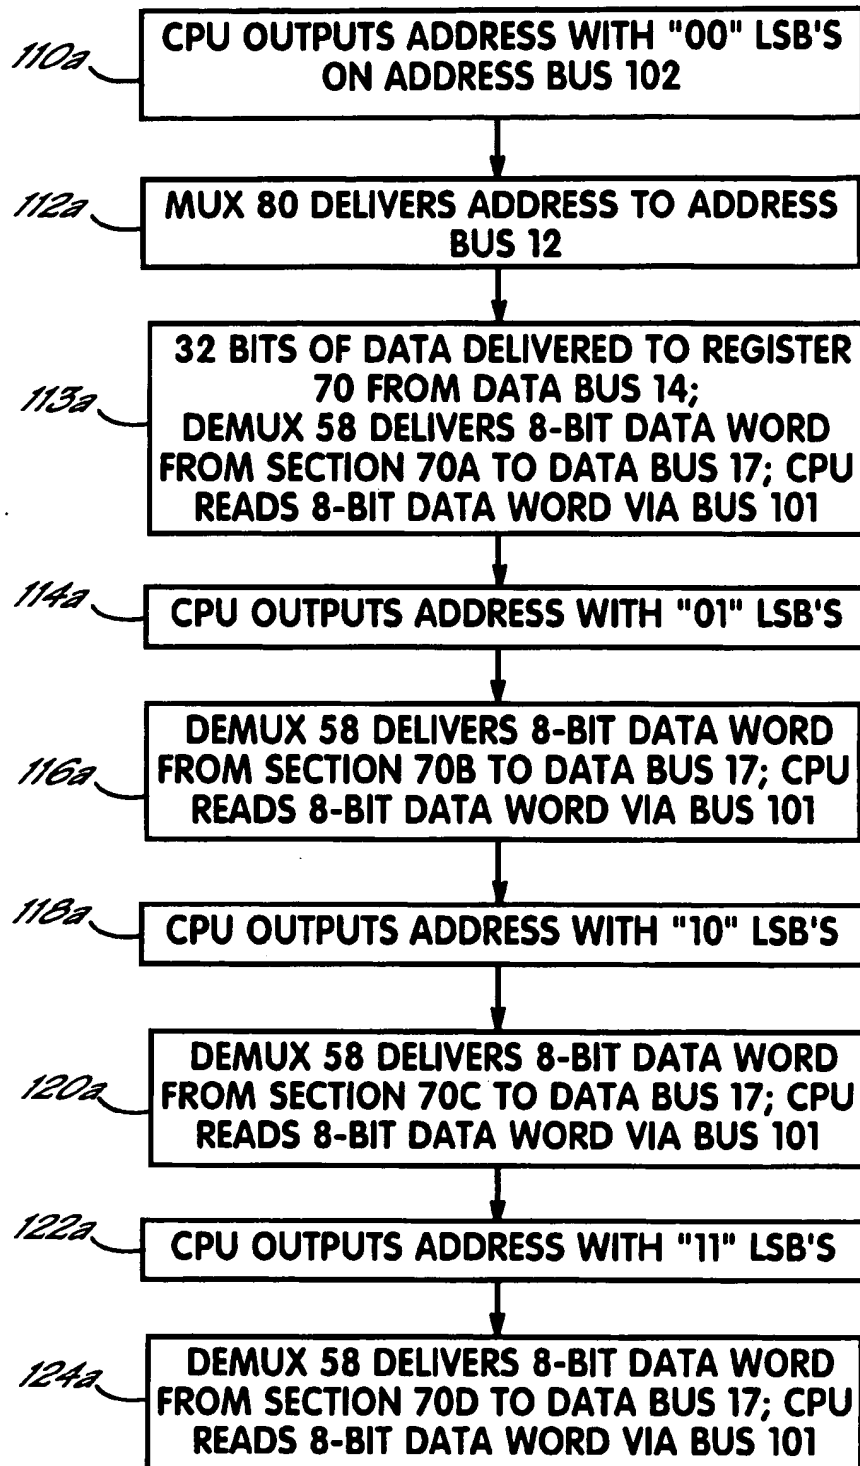 110a
CPU OUTPUTS ADDRESS WITH "00" LSB'S
ON ADDRESS BUS 102
112a
MUX 80 DELIVERS ADDRESS TO ADDRESS
BUS 12
113a
32 BITS OF DATA DELIVERED TO REGISTER
70 FROM DATA BUS 14;
DEMUX 58 DELIVERS 8-BIT DATA WORD
FROM SECTION 70A TO DATA BUS 17; CPU
READS 8-BIT DATA WORD VIA BUS 101
114a
CPU OUTPUTS ADDRESS WITH "01" LSB'S
116a
DEMUX 58 DELIVERS 8-BIT DATA WORD
FROM SECTION 70B TO DATA BUS 17; CPU
READS 8-BIT DATA WORD VIA BUS 101
118a
CPU OUTPUTS ADDRESS WITH "10" LSB'S
120a
DEMUX 58 DELIVERS 8-BIT DATA WORD
FROM SECTION 70C TO DATA BUS 17; CPU
READS 8-BIT DATA WORD VIA BUS 101
122a
CPU OUTPUTS ADDRESS WITH "11" LSB'S
124a
DEMUX 58 DELIVERS 8-BIT DATA WORD
FROM SECTION 70D TO DATA BUS 17; CPU
READS 8-BIT DATA WORD VIA BUS 101